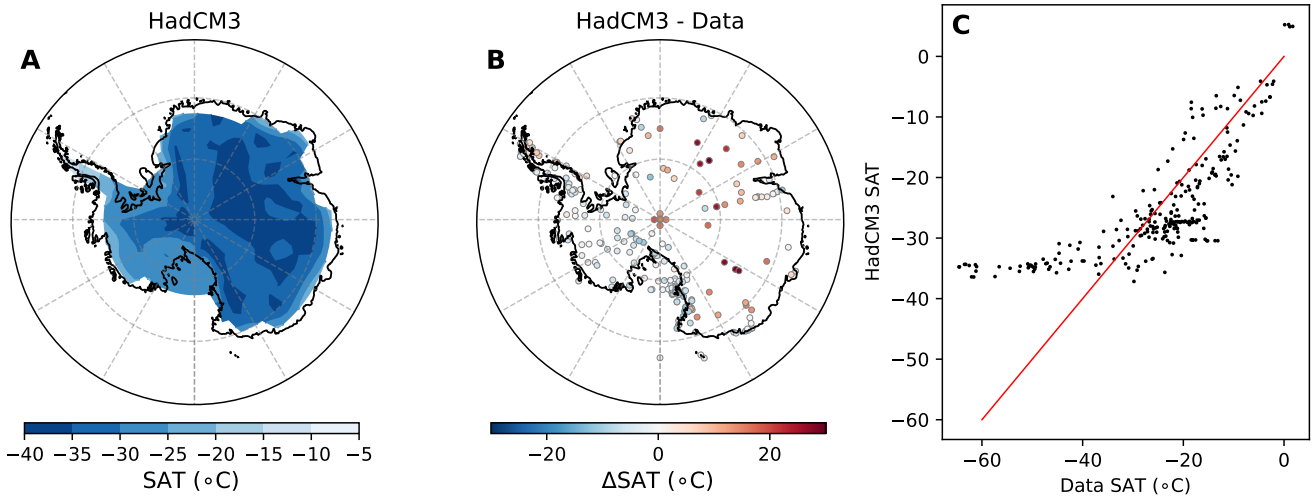 HadCM3
A
−40 −35 −30 −25 −20 −15 −10 −5
SAT (∘C)
HadCM3 - Data
B
−20 0 20
ΔSAT (∘C)
C
HadCM3 SAT
0
−10
−20
−30
−40
−50
−60
−60 −40 −20 0
Data SAT (∘C)